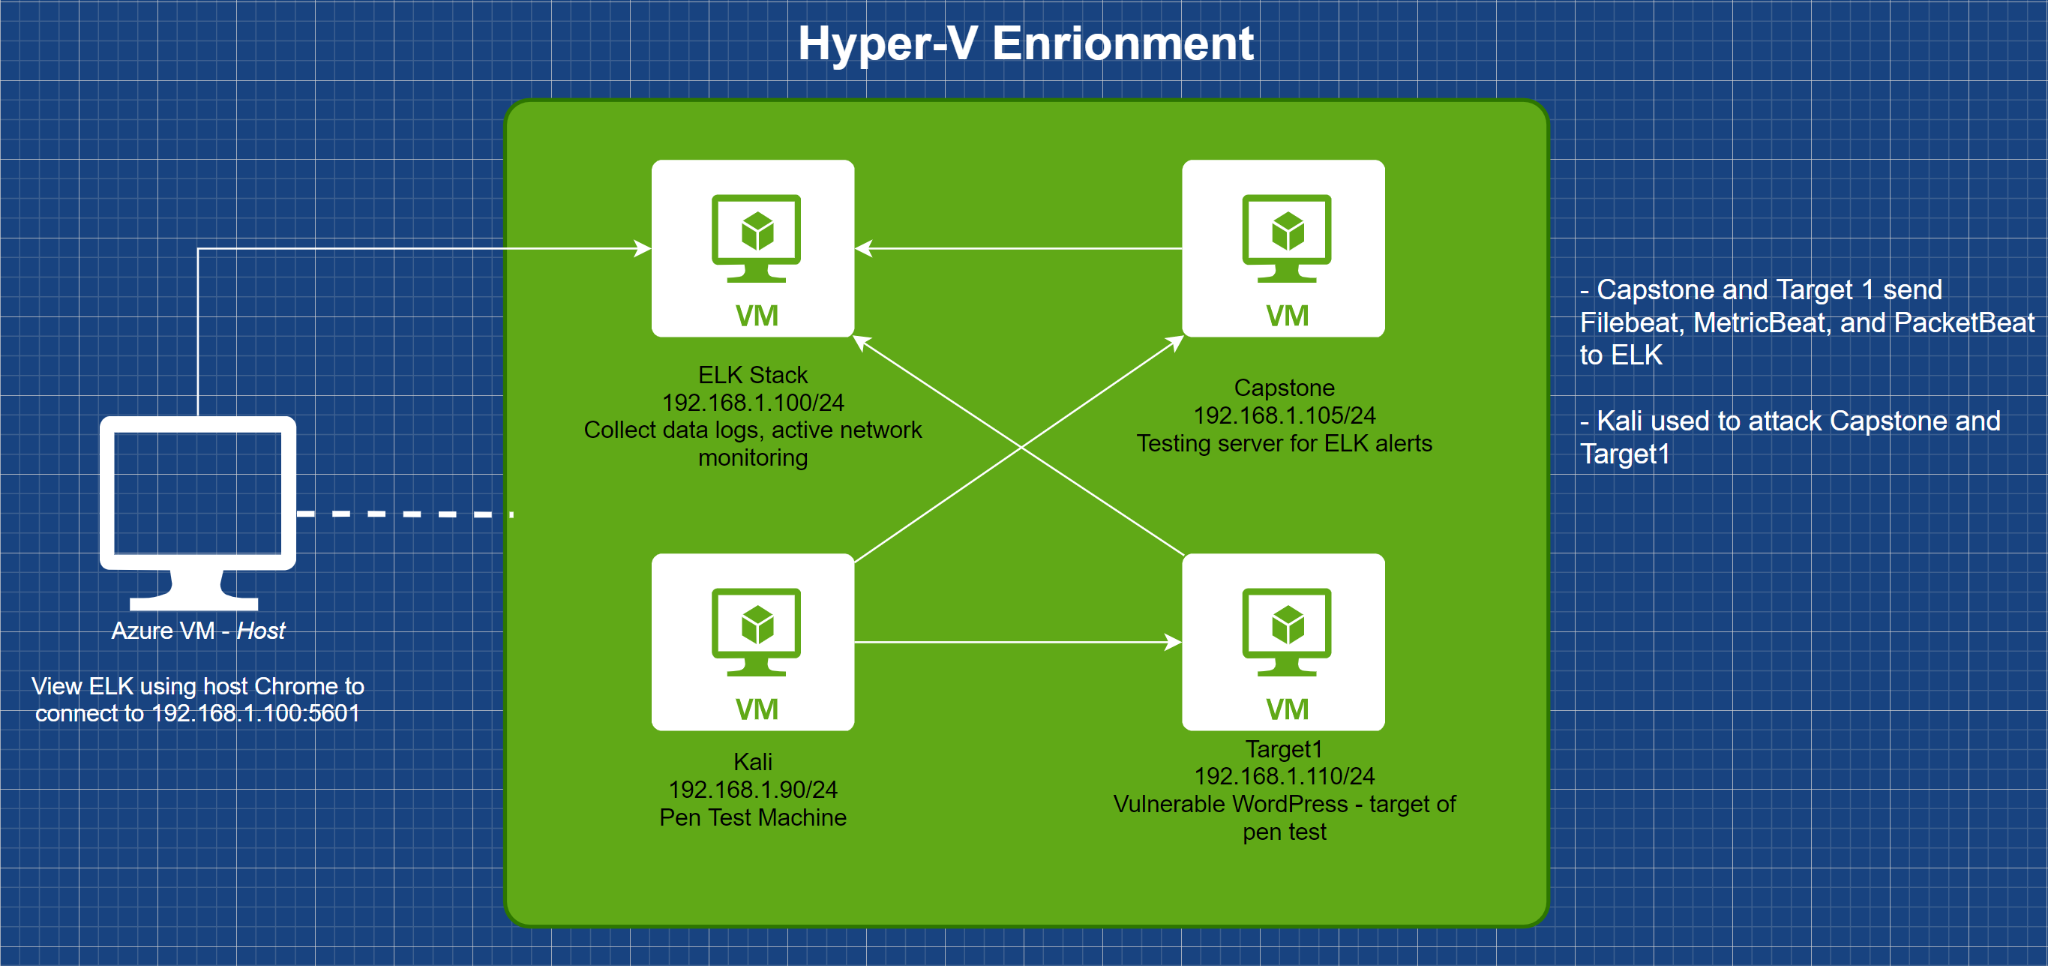 Hyper-V Enrionment
VM
ELK Stack
192.168.1.100/24
Collect data logs, active network
monitoring
VM
Capstone
192.168.1.105/24
Testing server for ELK alerts
- Capstone and Target 1 send
Filebeat, MetricBeat, and PacketBeat
to ELK
- Kali used to attack Capstone and
Target1
Azure VM - Host
View ELK using host Chrome to
connect to 192.168.1.100:5601
VM
Kali
192.168.1.90/24
Pen Test Machine
VM
Target1
192.168.1.110/24
Vulnerable WordPress - target of
pen test